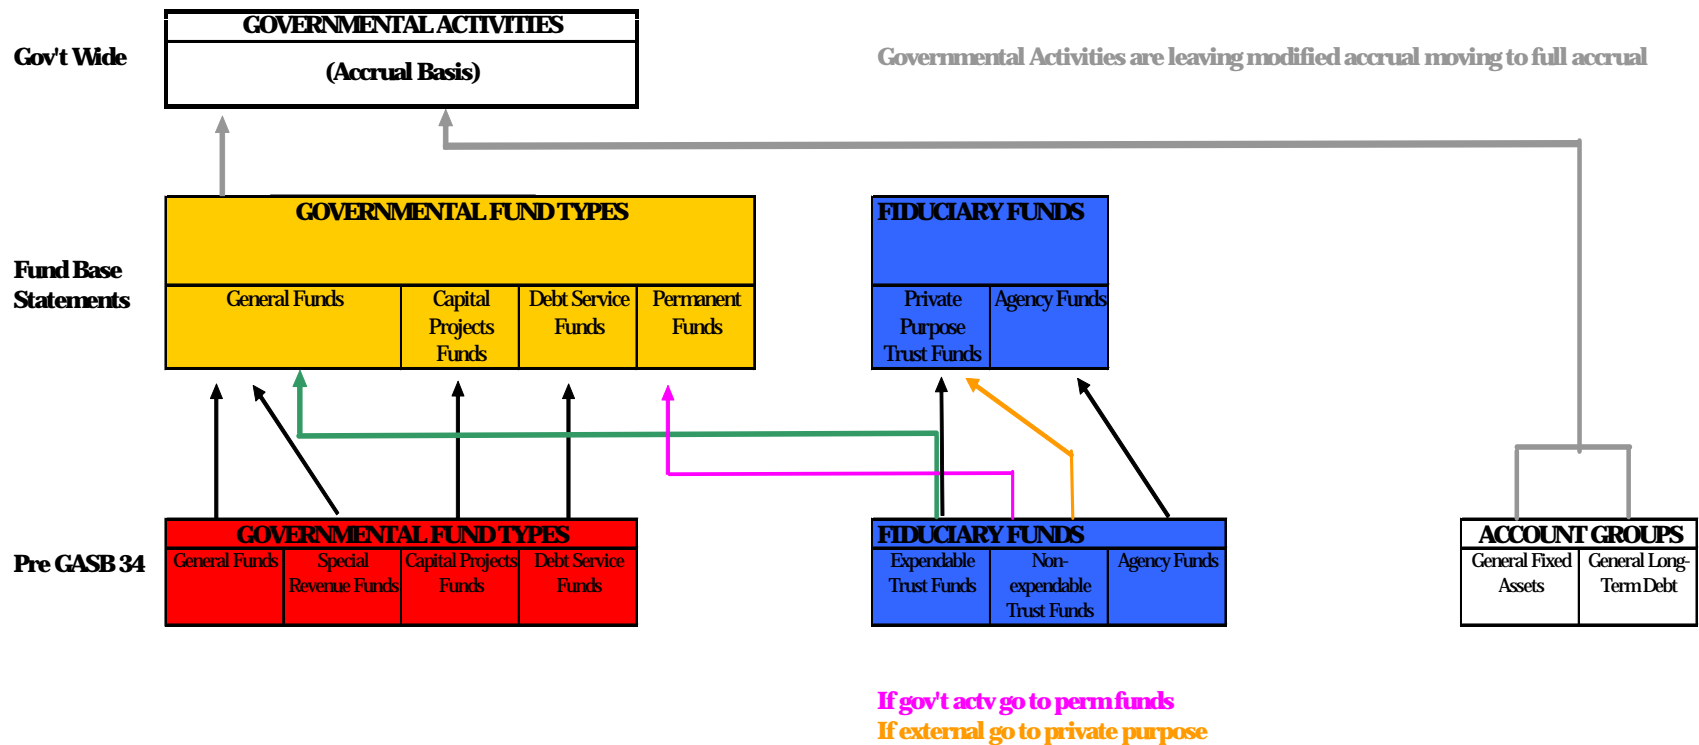 GOVERNMENTAL ACTIVITIES
Gov't Wide
(Accrual Basis)
Governmental Activities are leaving modified accrual moving to full accrual
GOVERNMENTAL FUND TYPES
FIDUCIARY FUNDS
Fund Base
Statements
General Funds
Capital
Projects
Funds
Debt Service
Funds
Permanent
Funds
Private
Purpose
Trust Funds
Agency Funds
Pre GASB 34
GOVERNMENTAL FUND TYPES
General Funds
Special
Revenue Funds
Capital Projects
Funds
Debt Service
Funds
FIDUCIARY FUNDS
Expendable
Trust Funds
Non-
expendable
Trust Funds
Agency Funds
ACCOUNT GROUPS
General Fixed
Assets
General Long-
Term Debt
If gov't actv go to perm funds
If external go to private purpose